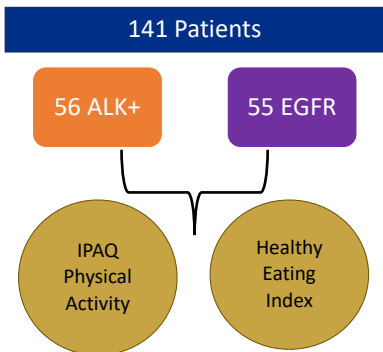 141 Patients
56 ALK+
55 EGFR
IPAQ
Physical
Activity
Healthy
Eating
Index